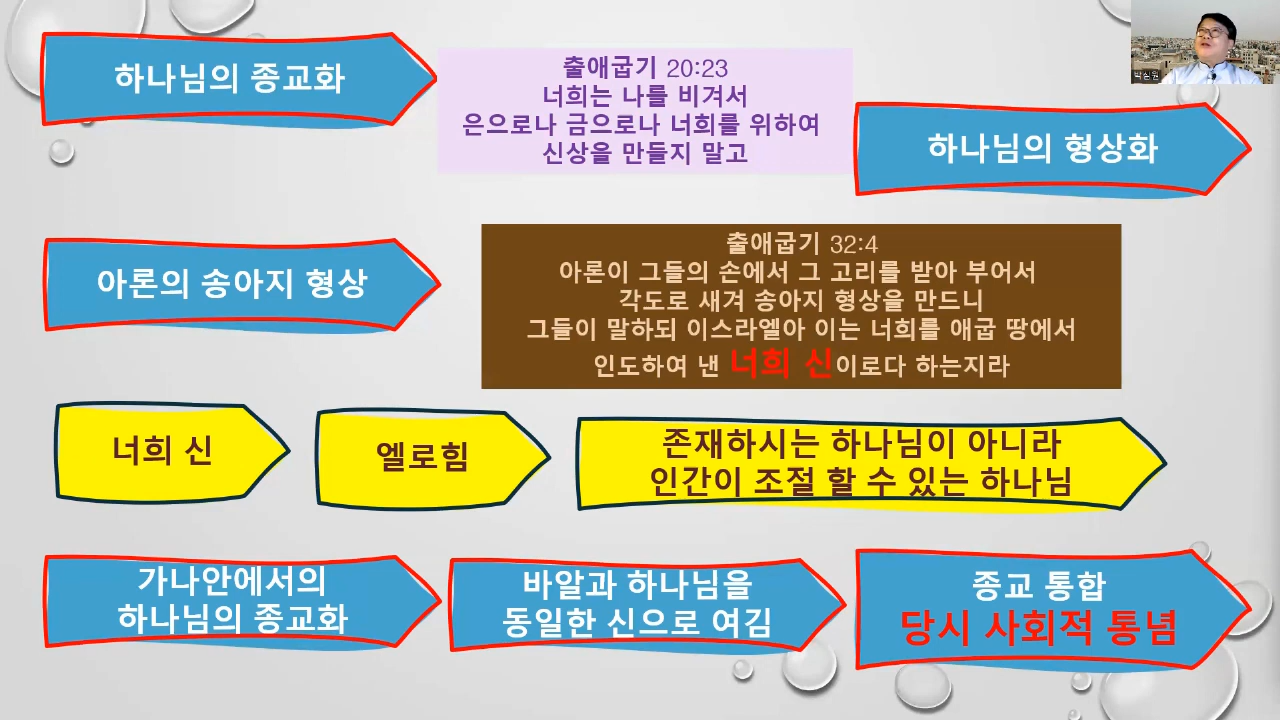 하나님의 종교화
출애굽기 20:23
너희는 나를 비겨서
은으로나 금으로나 너희를 위하여
신상을 만들지 말고
하나님의 형상화
아론의 송아지 형상
출애굽기 32:4
아론이 그들의 손에서 그 고리를 받아 부어서
각도로 새겨 송아지 형상을 만드니
그들이 말하되 이스라엘아 이는 너희를 애굽 땅에서
인도하여 낸 너희 신이로다 하는지라
너희 신
엘로힘
존재하시는 하나님이 아니라
인간이 조절 할 수 있는 하나님
가나안에서의
하나님의 종교화
바알과 하나님을
동일한 신으로 여김
종교 통합
당시 사회적 통념